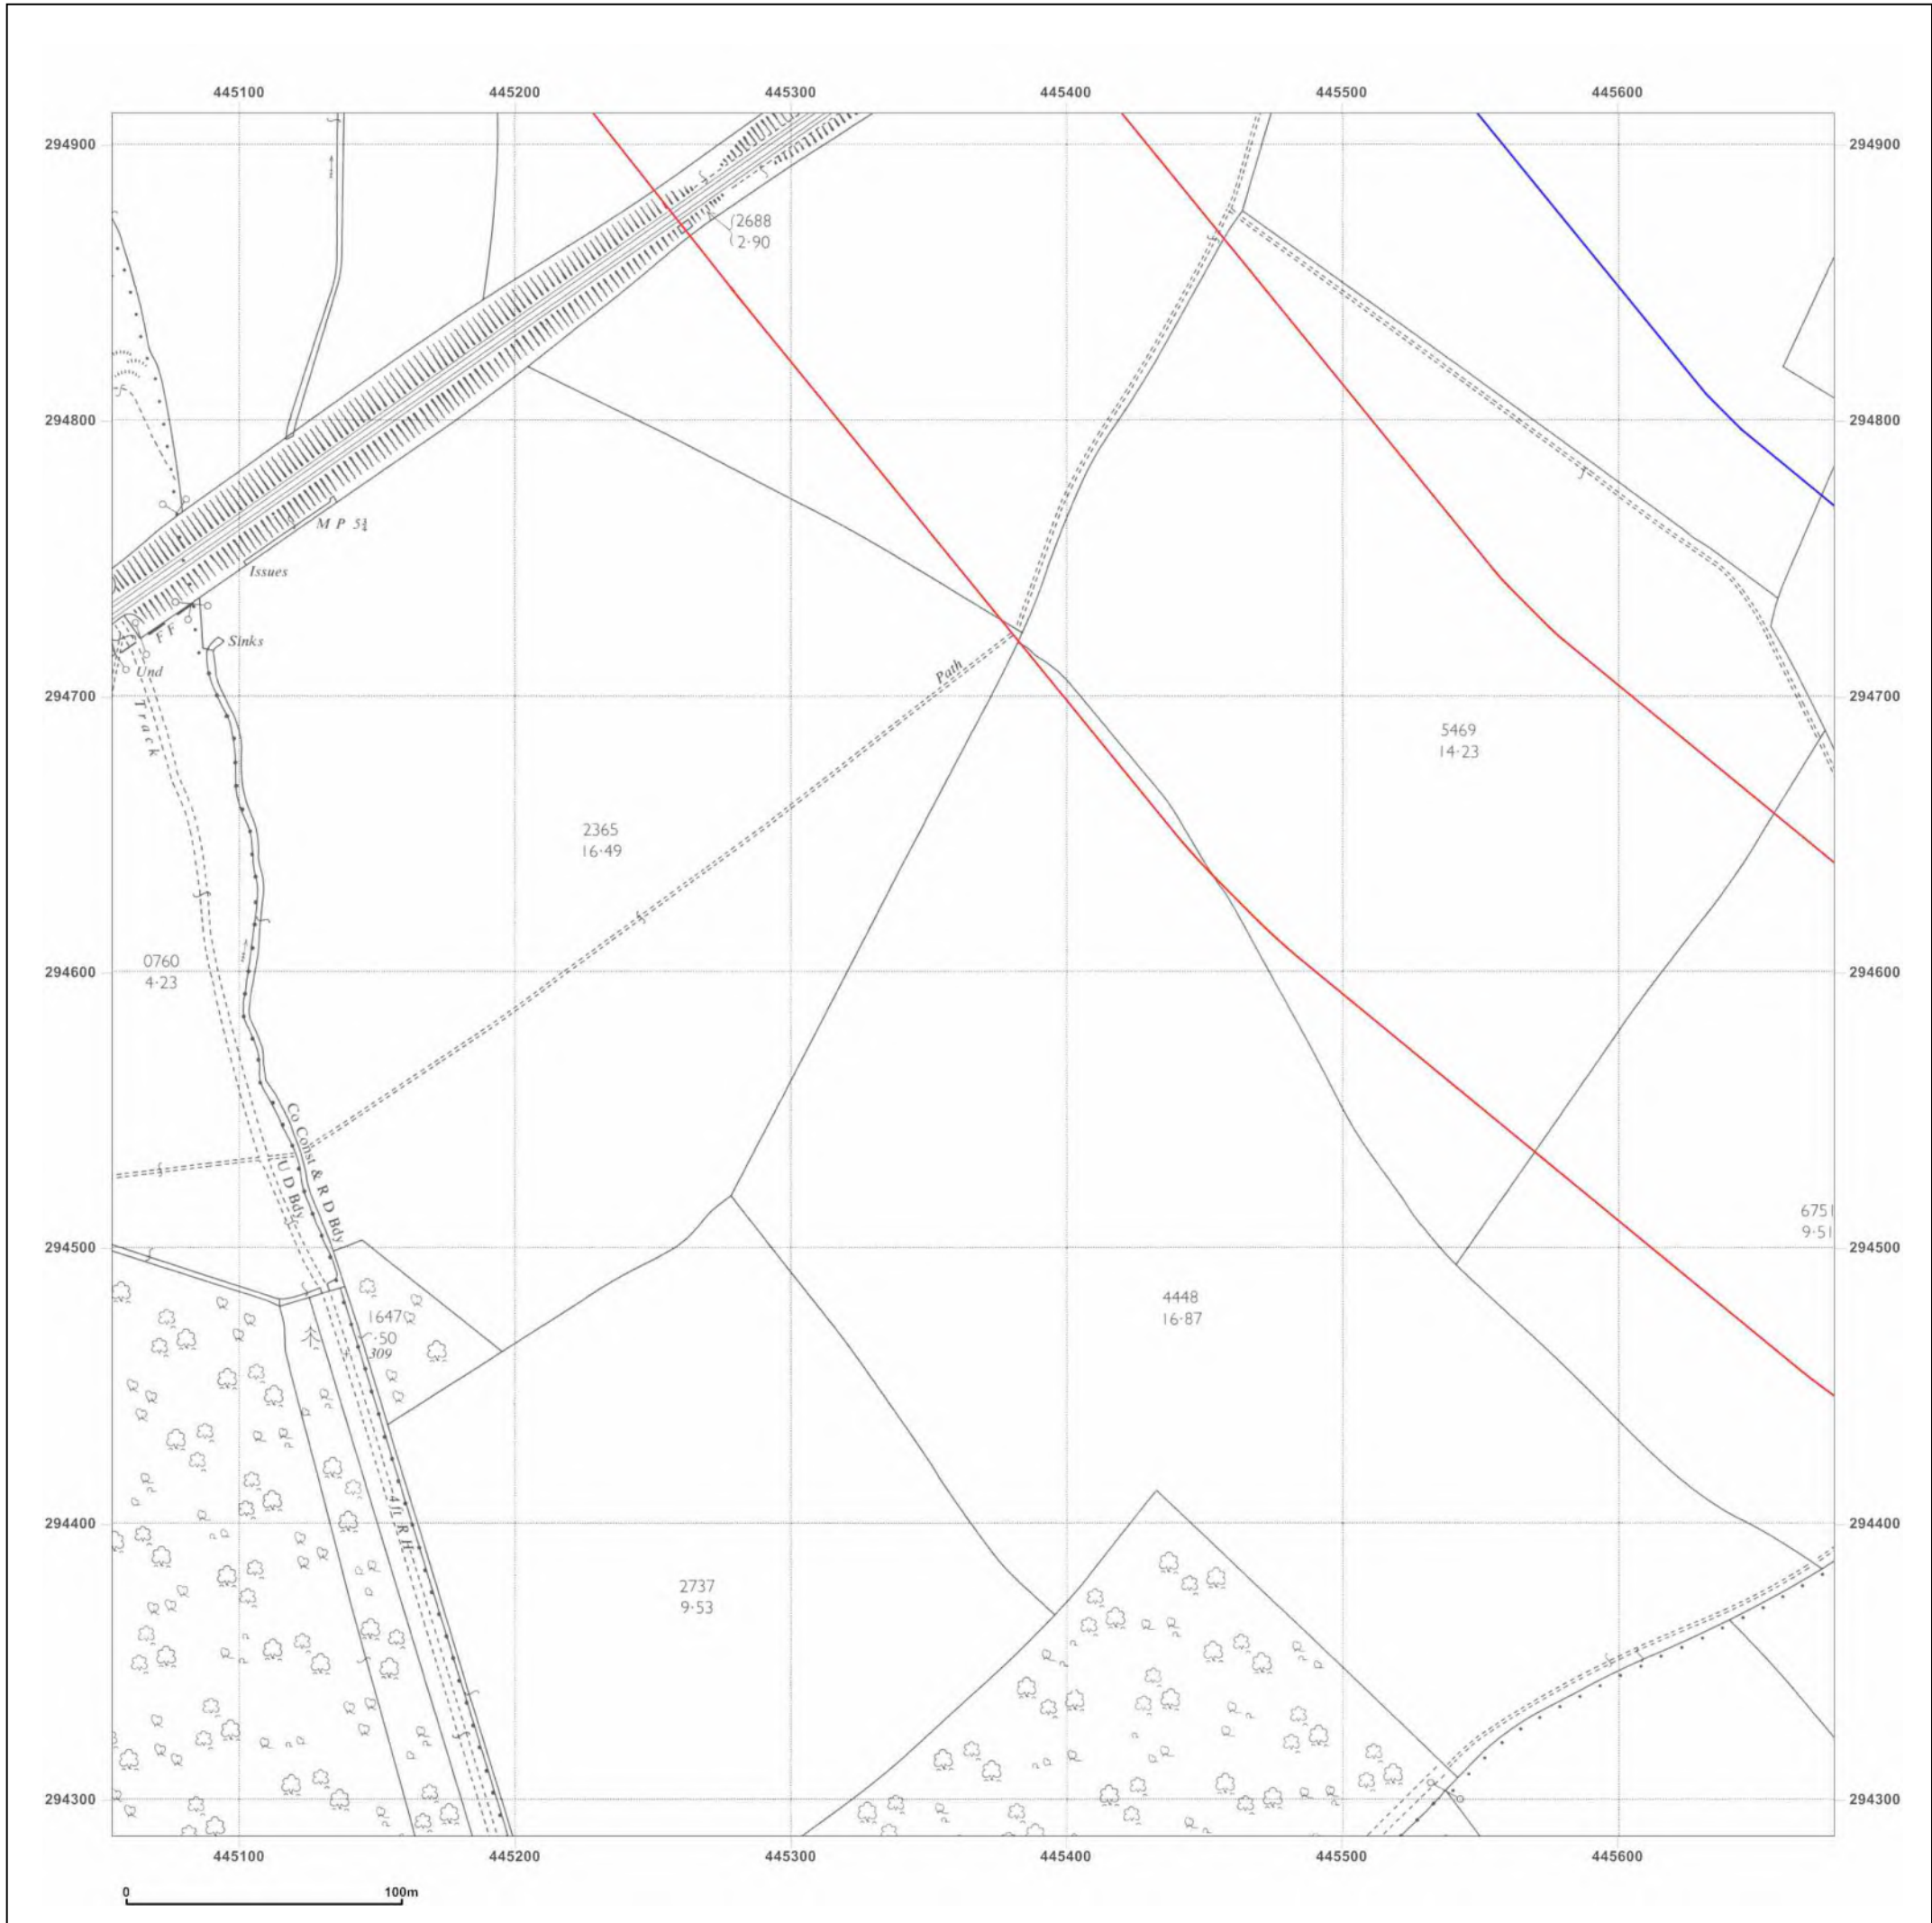 445100 445200 445300 445400 445500 445600
294900 294900
2688
2·90
294800 294800
M P 5¾
Issues
Sinks
F F
Und
Path
294700 294700
Track
5469
14·23
2365
16·49
0760
4·23
294600 294600
Co Const & R D Bdy
U D Bdy
6751
9·51
294500 294500
4448
16·87
1647
·50
309
294400 294400
4ft R H
2737
9·53
294300 294300
445100 445200 445300 445400 445500 445600
0 100m